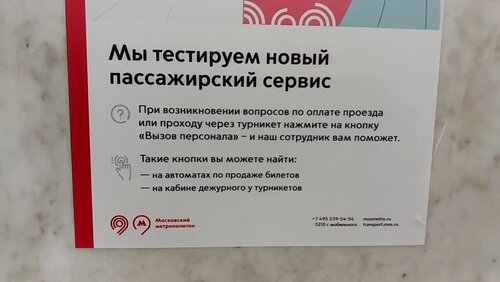 Мы тестируем новый
пассажирский сервис
При возникновении вопросов по оплате проезда
или проходу через турникет нажмите на кнопку
«Вызов персонала» – и наш сотрудник вам поможет.
Такие кнопки вы можете найти:
— на автоматах по продаже билетов
— на кабине дежурного у турникетов
Московский
метрополитен
+7 495 539-54-54
3210 с мобильного
mosmetro.ru
transport.mos.ru